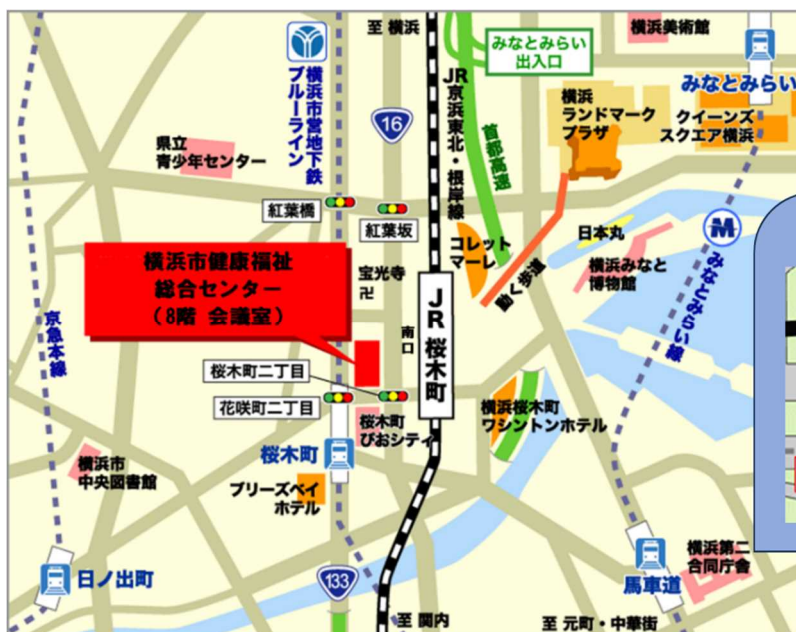 至 横浜
みなとみらい
出入口
横浜美術館
みなとみらい
横浜市営地下鉄
ブルーライン
16
JR京浜東北・根岸線
首都高速
横浜
ランドマーク
プラザ
クイーンズ
スクエア横浜
県立
青少年センター
紅葉橋
紅葉坂
コレット
マーレ
動く歩道
日本丸
横浜みなと
博物館
M
みなとみらい線
横浜市健康福祉
総合センター
(8階 会議室)
宝光寺
卍
南口
JR 桜木町
京急本線
桜木町二丁目
花咲町二丁目
桜木町
ぴおシティ
横浜桜木町
ワシントンホテル
桜木町
横浜市
中央図書館
ブリーズベイ
ホテル
日ノ出町
133
馬車道
横浜第二
合同庁舎
至 関内
至 元町・中華街